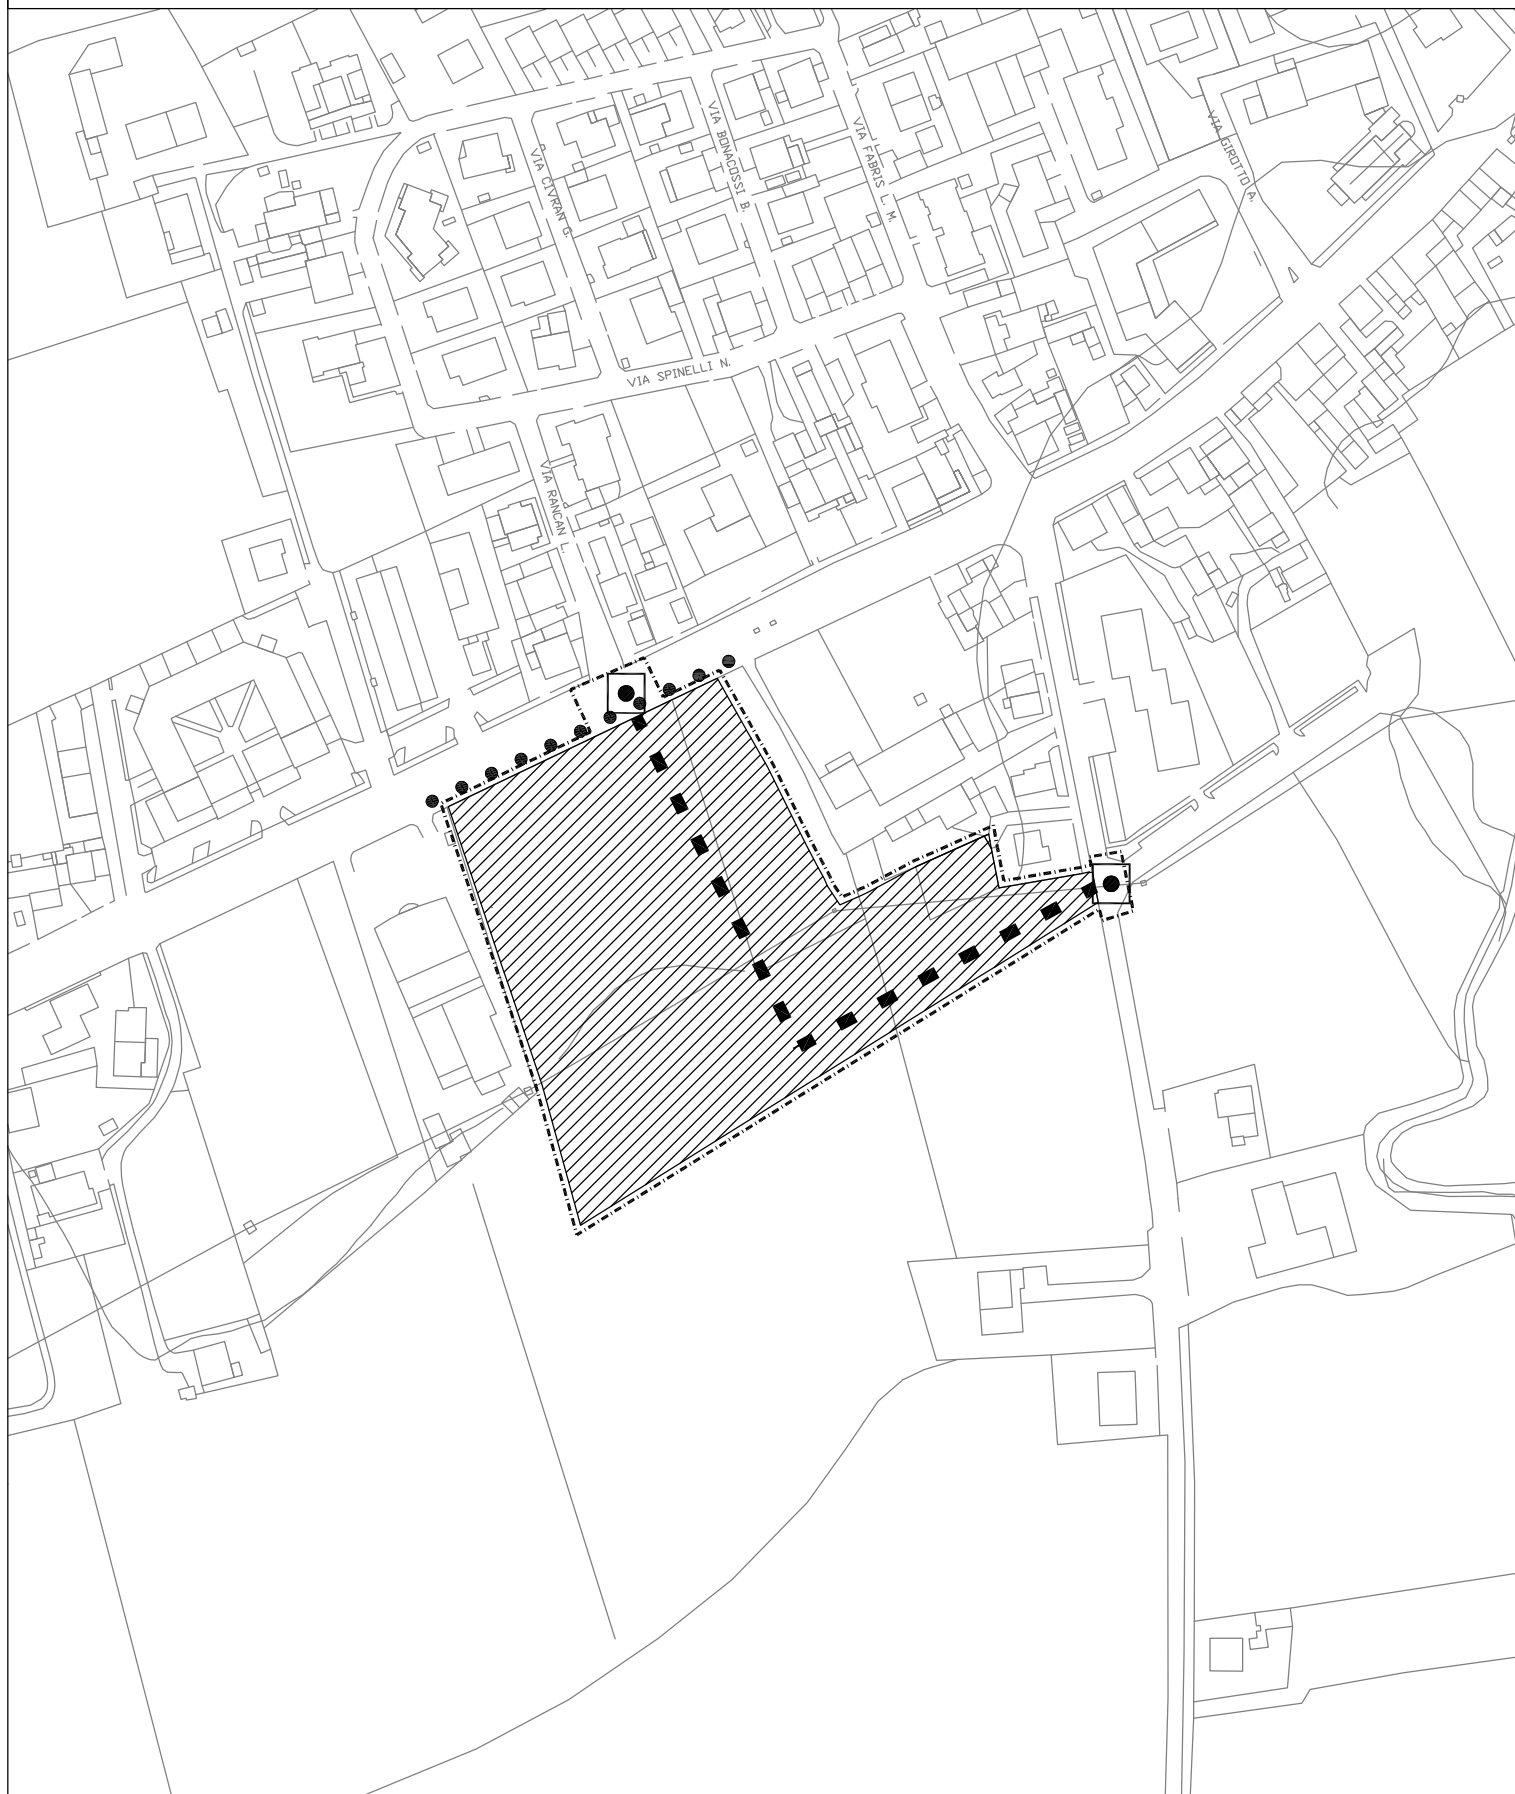 VIA CIVRAN G.
VIA BONACOSSI B.
VIA FABRIS L. M.
VIA GIROTTO A.
VIA SPINELLI N.
VIA RANCAN